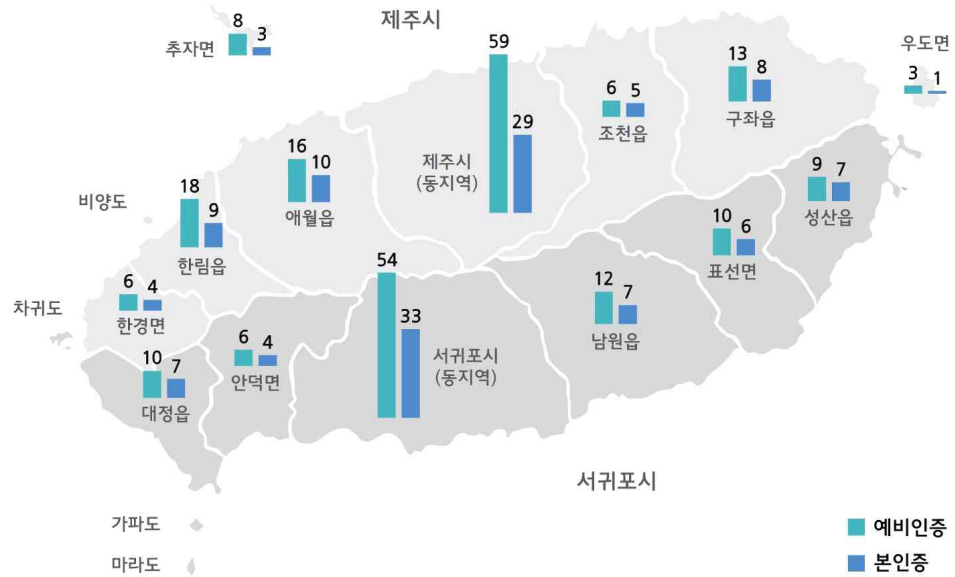 제주시
8
3
추자면
59
29
제주시
(동지역)
6
5
조천읍
13
8
구좌읍
우도면
3
1
16
10
애월읍
9
7
성산읍
비양도
18
9
한림읍
10
6
표선면
차귀도
6
4
한경면
54
33
서귀포시
(동지역)
12
7
남원읍
6
4
안덕면
10
7
대정읍
서귀포시
가파도
마라도
예비인증
본인증